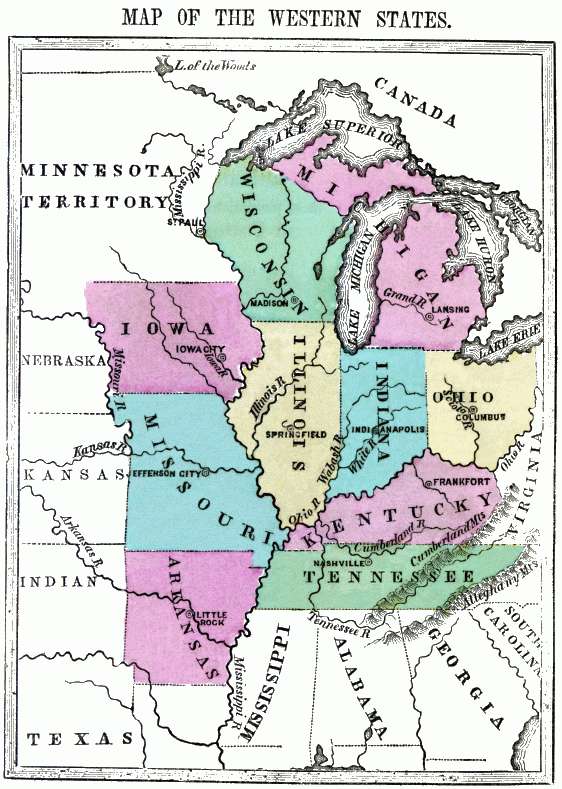 MAP OF THE WESTERN STATES.
L. of the Woods
CANADA
LAKE SUPERIOR
MINNESOTA
TERRITORY
Mississippi R.
ST. PAUL
WISCONSIN
MADISON
MICHIGAN
LAKE MICHIGAN
LAKE HURON
Grand R.
LANSING
LAKE ERIE
IOWA
IOWA CITY
Iowa R
NEBRASKA
Missouri R
ILLINOIS
Illinois R
SPRINGFIELD
INDIANA
INDIANAPOLIS
Wabash R
White R
OHIO
Scioto R
COLUMBUS
Ohio R
VIRGINIA
MISSOURI
Kansas R
KANSAS
JEFFERSON CITY
Ohio R
KENTUCKY
FRANKFORT
Cumberland R
Cumberland Mts
Arkansas R
INDIAN
ARKANSAS
LITTLE
ROCK
NASHVILLE
TENNESSEE
Alleghany Mts
Tennessee R
SOUTH
CAROLINA
Mississippi R
MISSISSIPPI
ALABAMA
GEORGIA
TEXAS